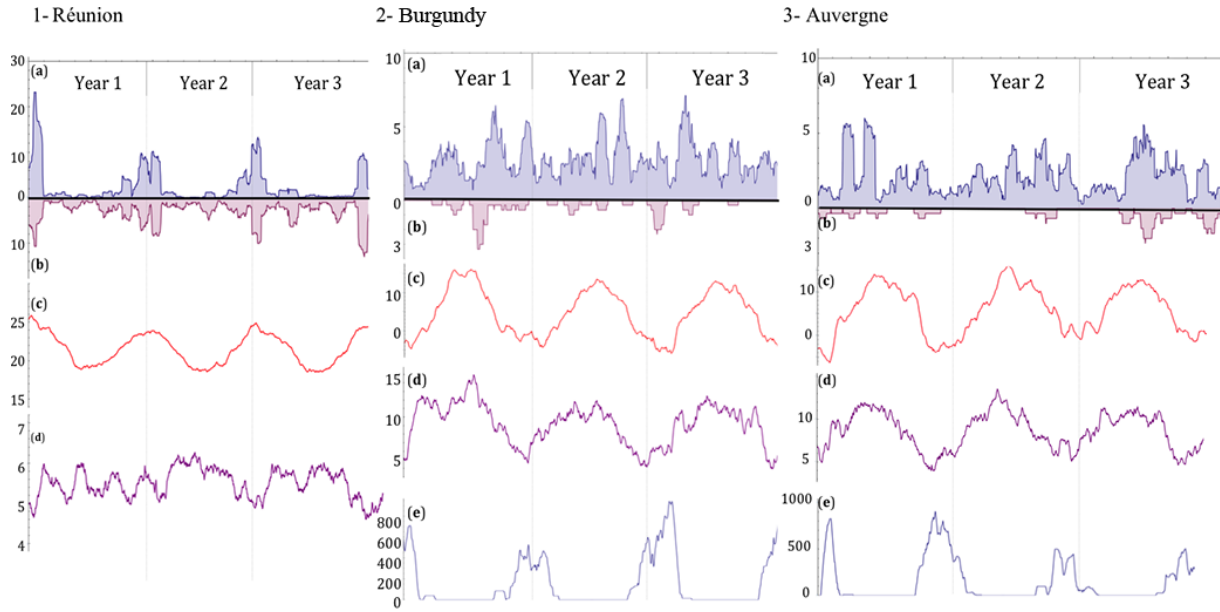 1- Réunion
30
(a)
Year 1
Year 2
Year 3
20
10
0
10
(b)
(c)
25
20
15
7
(d)
6
5
4
2- Burgundy
10
(a)
Year 1
Year 2
Year 3
5
0
(b)
3
(c)
10
0
15
(d)
10
5
(e)
800
600
400
200
0
3- Auvergne
10
(a)
Year 1
Year 2
Year 3
5
0
(b)
3
(c)
10
0
(d)
10
5
1000
(e)
500
0